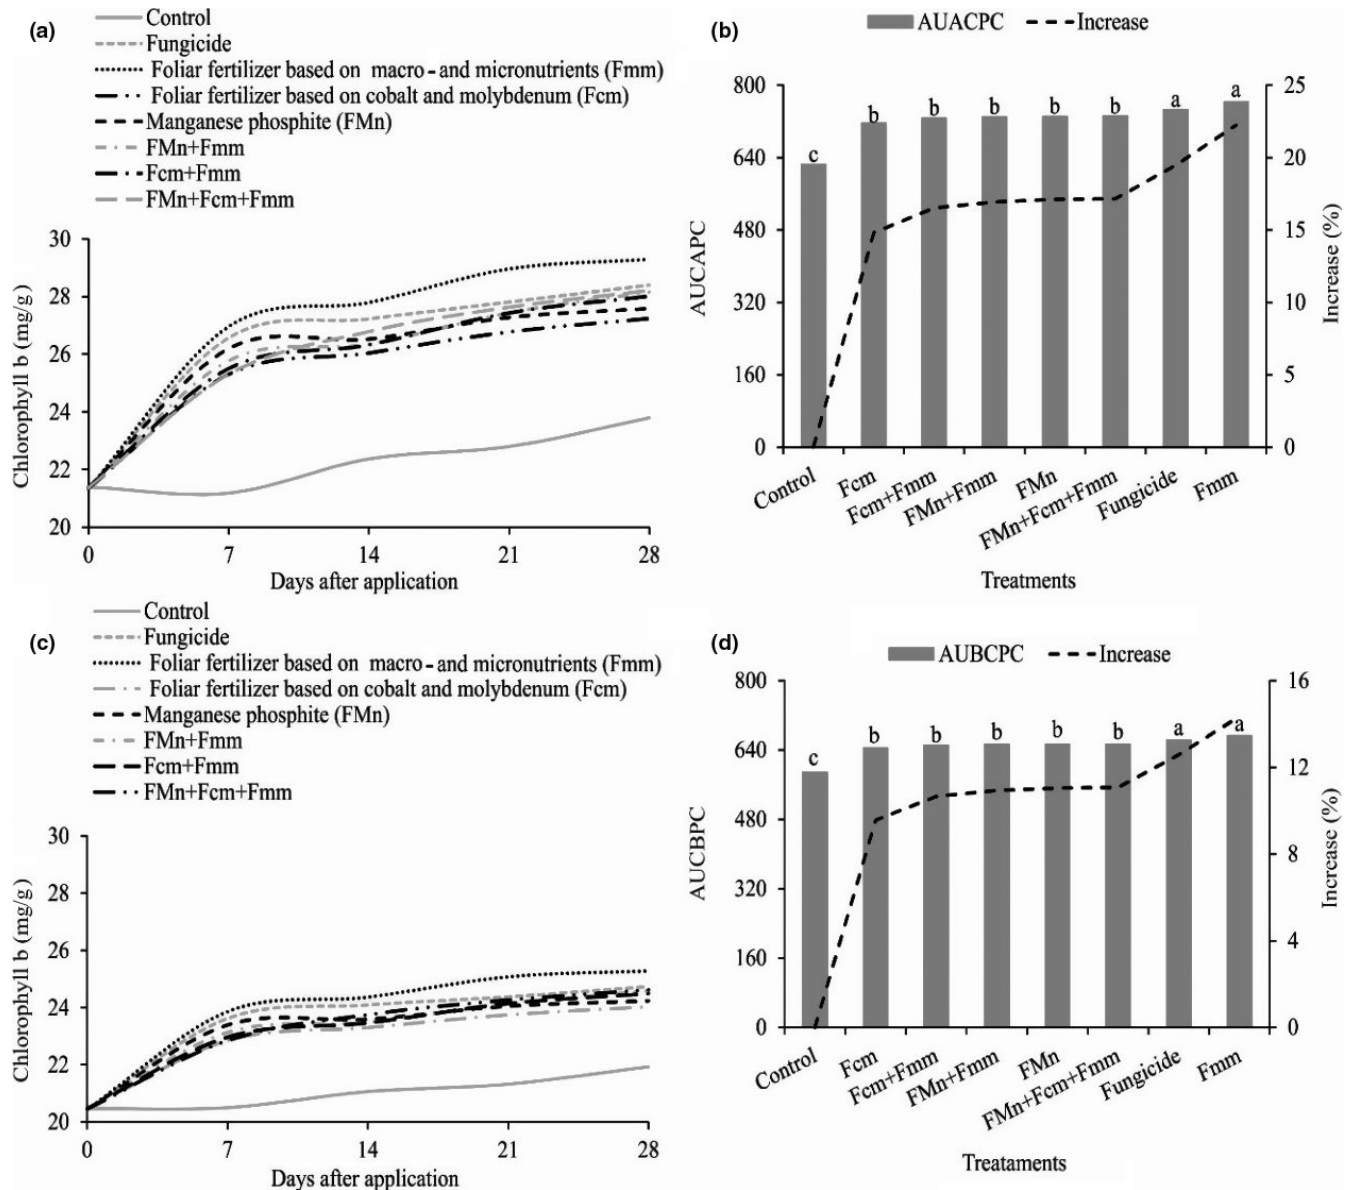 (a)
Control
Fungicide
Foliar fertilizer based on macro-and micronutrients (Fmm)
Foliar fertilizer based on cobalt and molybdenum (Fcm)
Manganese phosphite (FMn)
FMn+Fmm
Fcm+Fmm
FMn+Fcm+Fmm
Chlorophyll b (mg/g)
30
28
26
24
22
20
0 7 14 21 28
Days after application
(b)
AUACPC Increase
AUCAPC
800
640
480
320
160
0
c b b b b b a a
25
20
15
10
5
0
Increase (%)
Control Fcm Fcm+Fmm FMn+Fmm FMn FMn+Fcm+Fmm Fungicide Fmm
Treatments
(c)
Control
Fungicide
Foliar fertilizer based on macro-and micronutrients (Fmm)
Foliar fertilizer based on cobalt and molybdenum (Fcm)
Manganese phosphite (FMn)
FMn+Fmm
Fcm+Fmm
FMn+Fcm+Fmm
Chlorophyll b (mg/g)
30
28
26
24
22
20
0 7 14 21 28
Days after application
(d)
AUBCPC Increase
AUCBPC
800
640
480
320
160
0
c b b b b b a a
16
12
8
4
0
Increase (%)
Control Fcm Fcm+Fmm FMn+Fmm FMn FMn+Fcm+Fmm Fungicide Fmm
Treataments